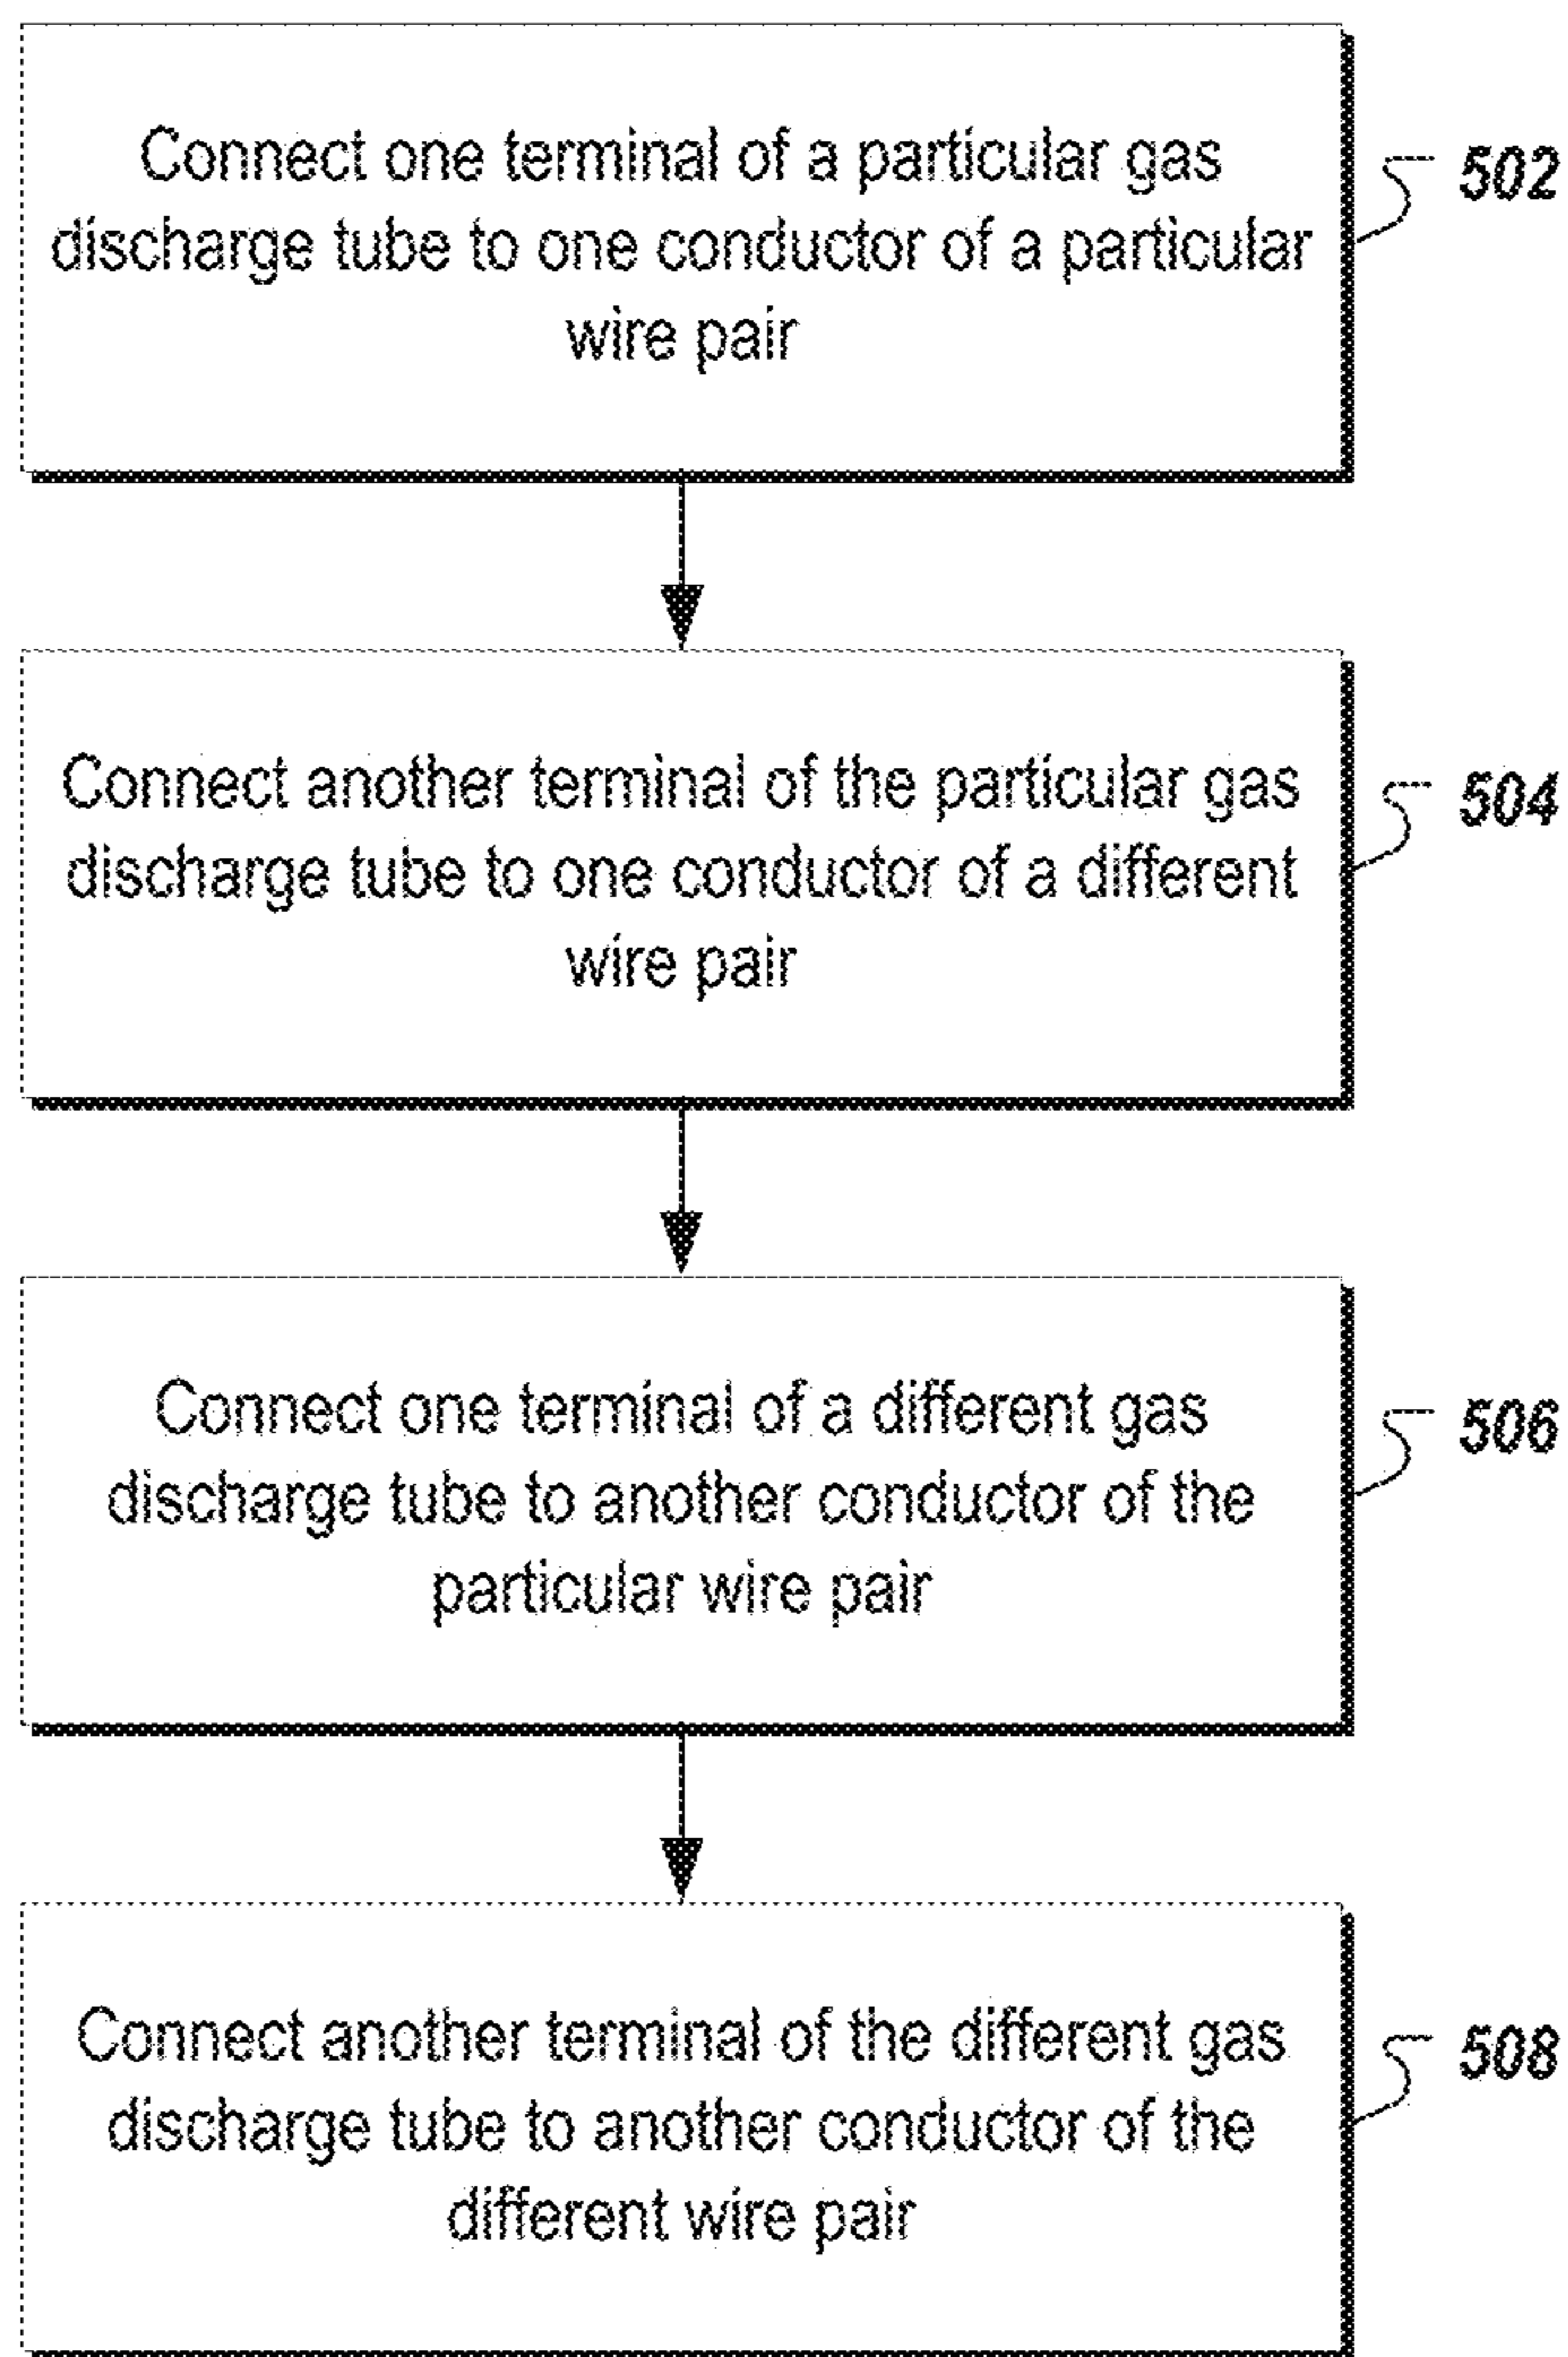 Connect one terminal of a particular gas
discharge tube to one conductor of a particular
wire pair
502
Connect another terminal of the particular gas
discharge tube to one conductor of a different
wire pair
504
Connect one terminal of a different gas
discharge tube to another conductor of the
particular wire pair
506
Connect another terminal of the different gas
discharge tube to another conductor of the
different wire pair
508